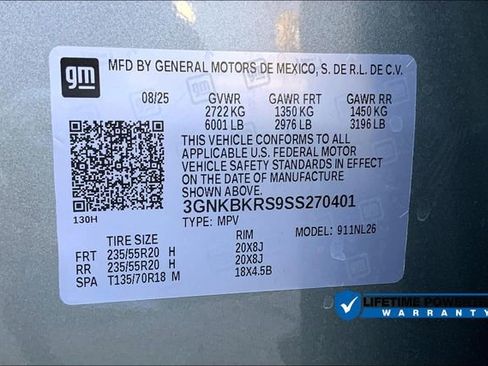 gm MFD BY GENERAL MOTORS DE MEXICO, S. DE R.L. DE C.V.
08/25 GVWR GAWR FRT GAWR RR
2722 KG 1350 KG 1450 KG
6001 LB 2976 LB 3196 LB
THIS VEHICLE CONFORMS TO ALL
APPLICABLE U.S. FEDERAL MOTOR
VEHICLE SAFETY STANDARDS IN EFFECT
ON THE DATE OF MANUFACTURE
3GNKBKRS9SS270401
130H TYPE: MPV
TIRE SIZE RIM MODEL: 911NL26
FRT 235/55R20 H 20X8J
RR 235/55R20 H 20X8J
SPA T135/70R18 M 18X4.5B
LIFETIME POWERTRAIN
WARRANTY